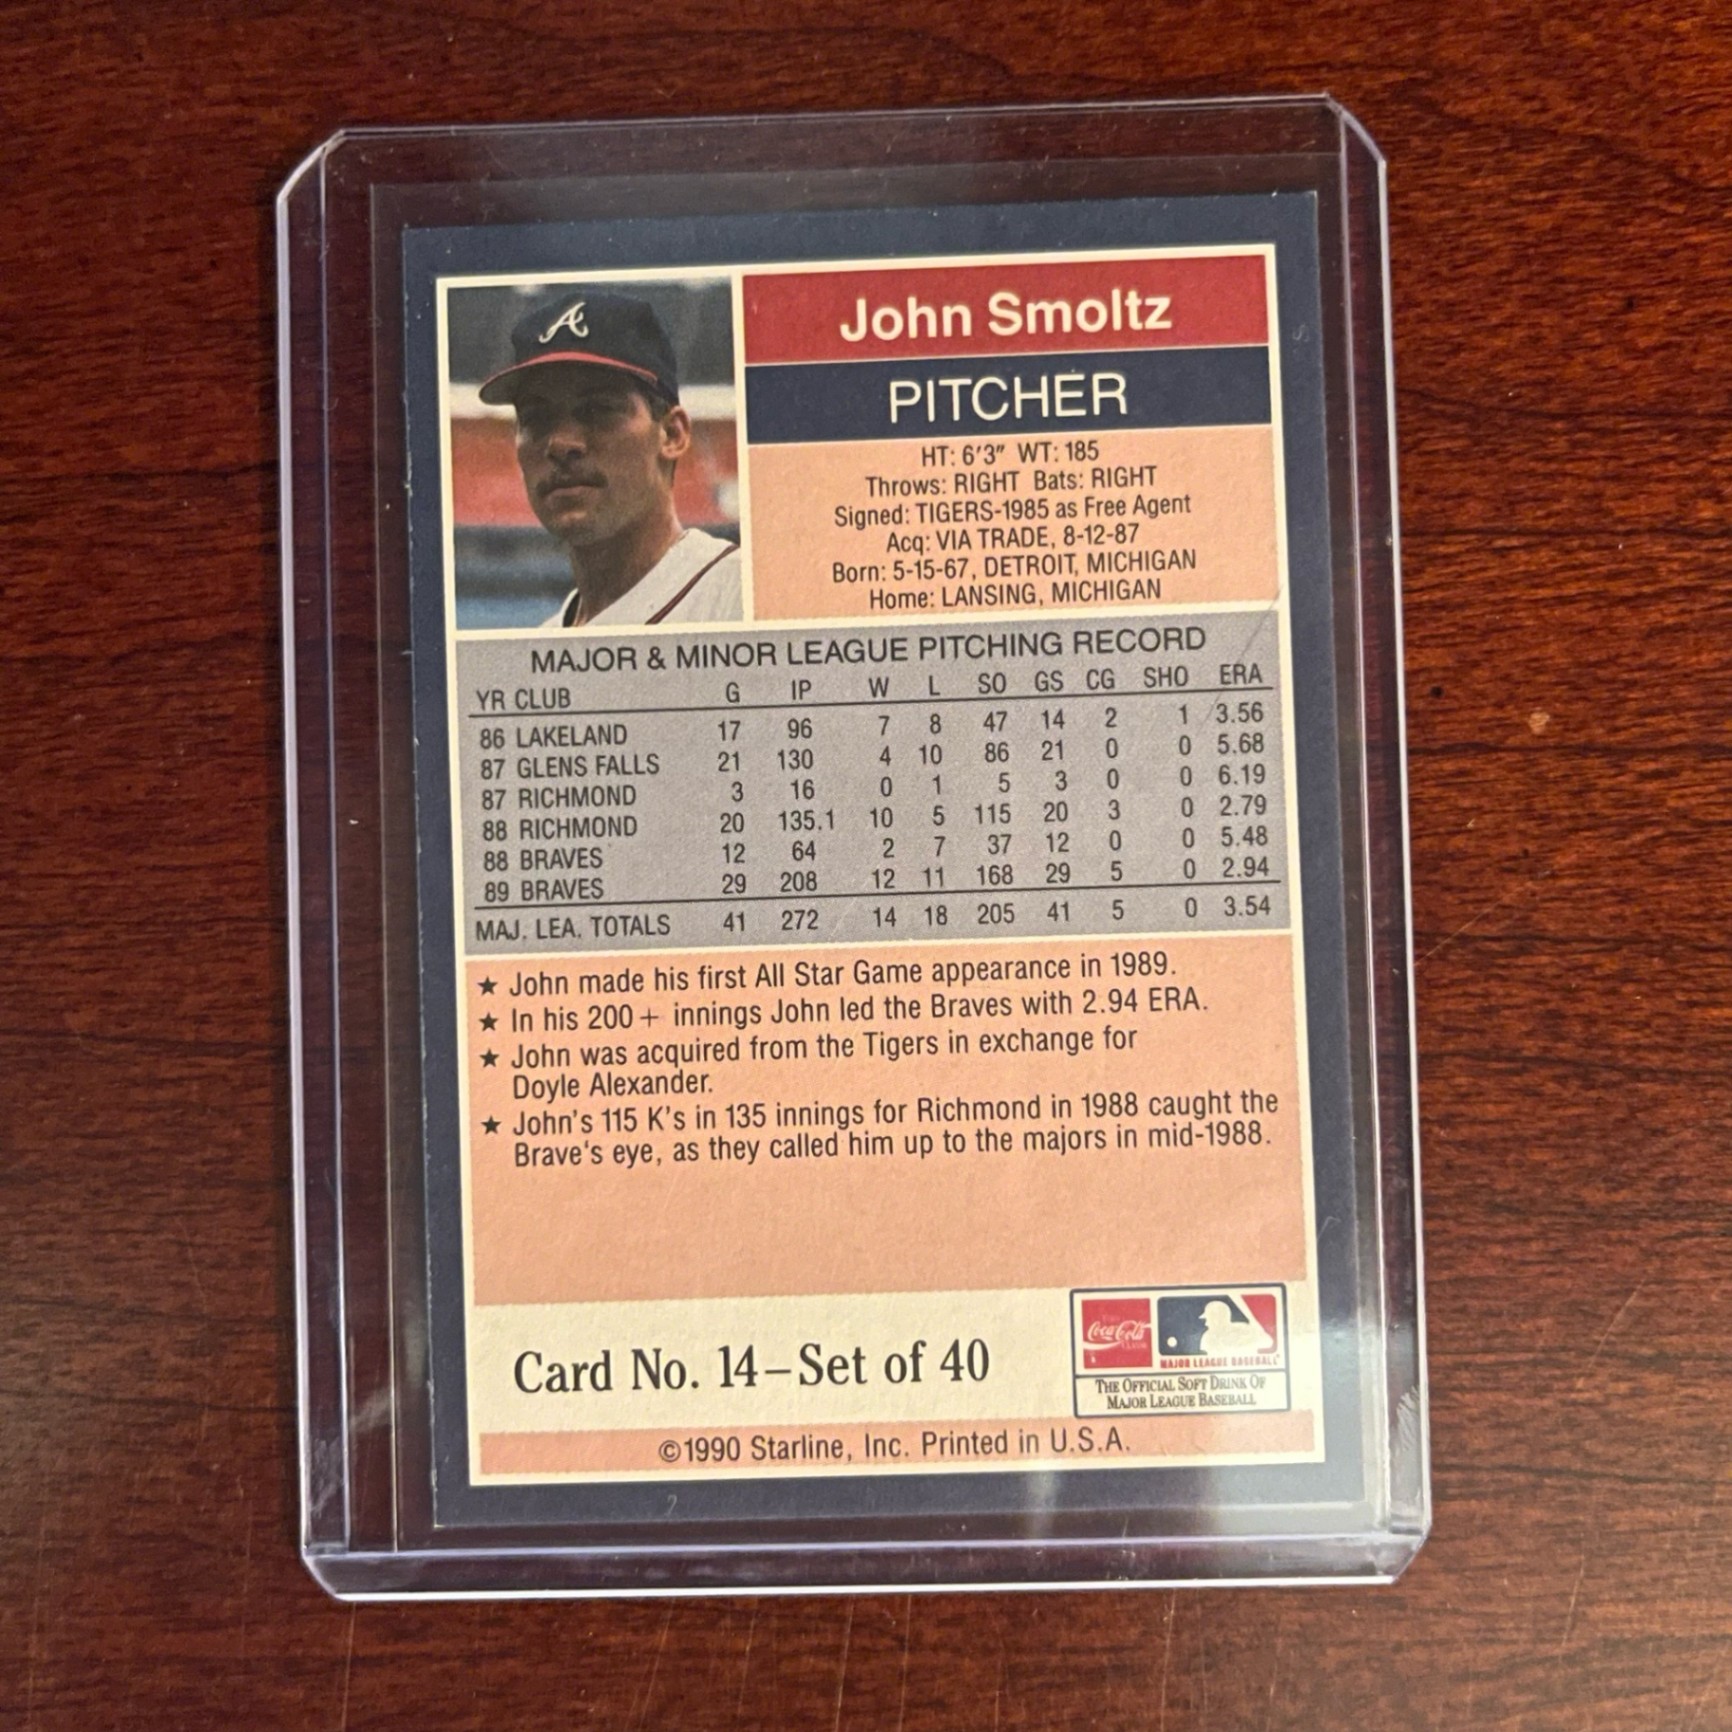 A
John Smoltz
PITCHER
HT: 6'3" WT: 185
Throws: RIGHT Bats: RIGHT
Signed: TIGERS-1985 as Free Agent
Acq: VIA TRADE, 8-12-87
Born: 5-15-67, DETROIT, MICHIGAN
Home: LANSING, MICHIGAN
MAJOR & MINOR LEAGUE PITCHING RECORD
YR CLUB G IP W L SO GS CG SHO ERA
86 LAKELAND 17 96 7 8 47 14 2 1 3.56
87 GLENS FALLS 21 130 4 10 86 21 0 0 5.68
87 RICHMOND 3 16 0 1 5 3 0 0 6.19
88 RICHMOND 20 135.1 10 5 115 20 3 0 2.79
88 BRAVES 12 64 2 7 37 12 0 0 5.48
89 BRAVES 29 208 12 11 168 29 5 0 2.94
MAJ. LEA. TOTALS 41 272 14 18 205 41 5 0 3.54
★ John made his first All Star Game appearance in 1989.
★ In his 200+ innings John led the Braves with 2.94 ERA.
★ John was acquired from the Tigers in exchange for
Doyle Alexander.
★ John's 115 K's in 135 innings for Richmond in 1988 caught the
Brave's eye, as they called him up to the majors in mid-1988.
Card No. 14–Set of 40
Coca-Cola
MAJOR LEAGUE BASEBALL
THE OFFICIAL SOFT DRINK OF
MAJOR LEAGUE BASEBALL
©1990 Starline, Inc. Printed in U.S.A.